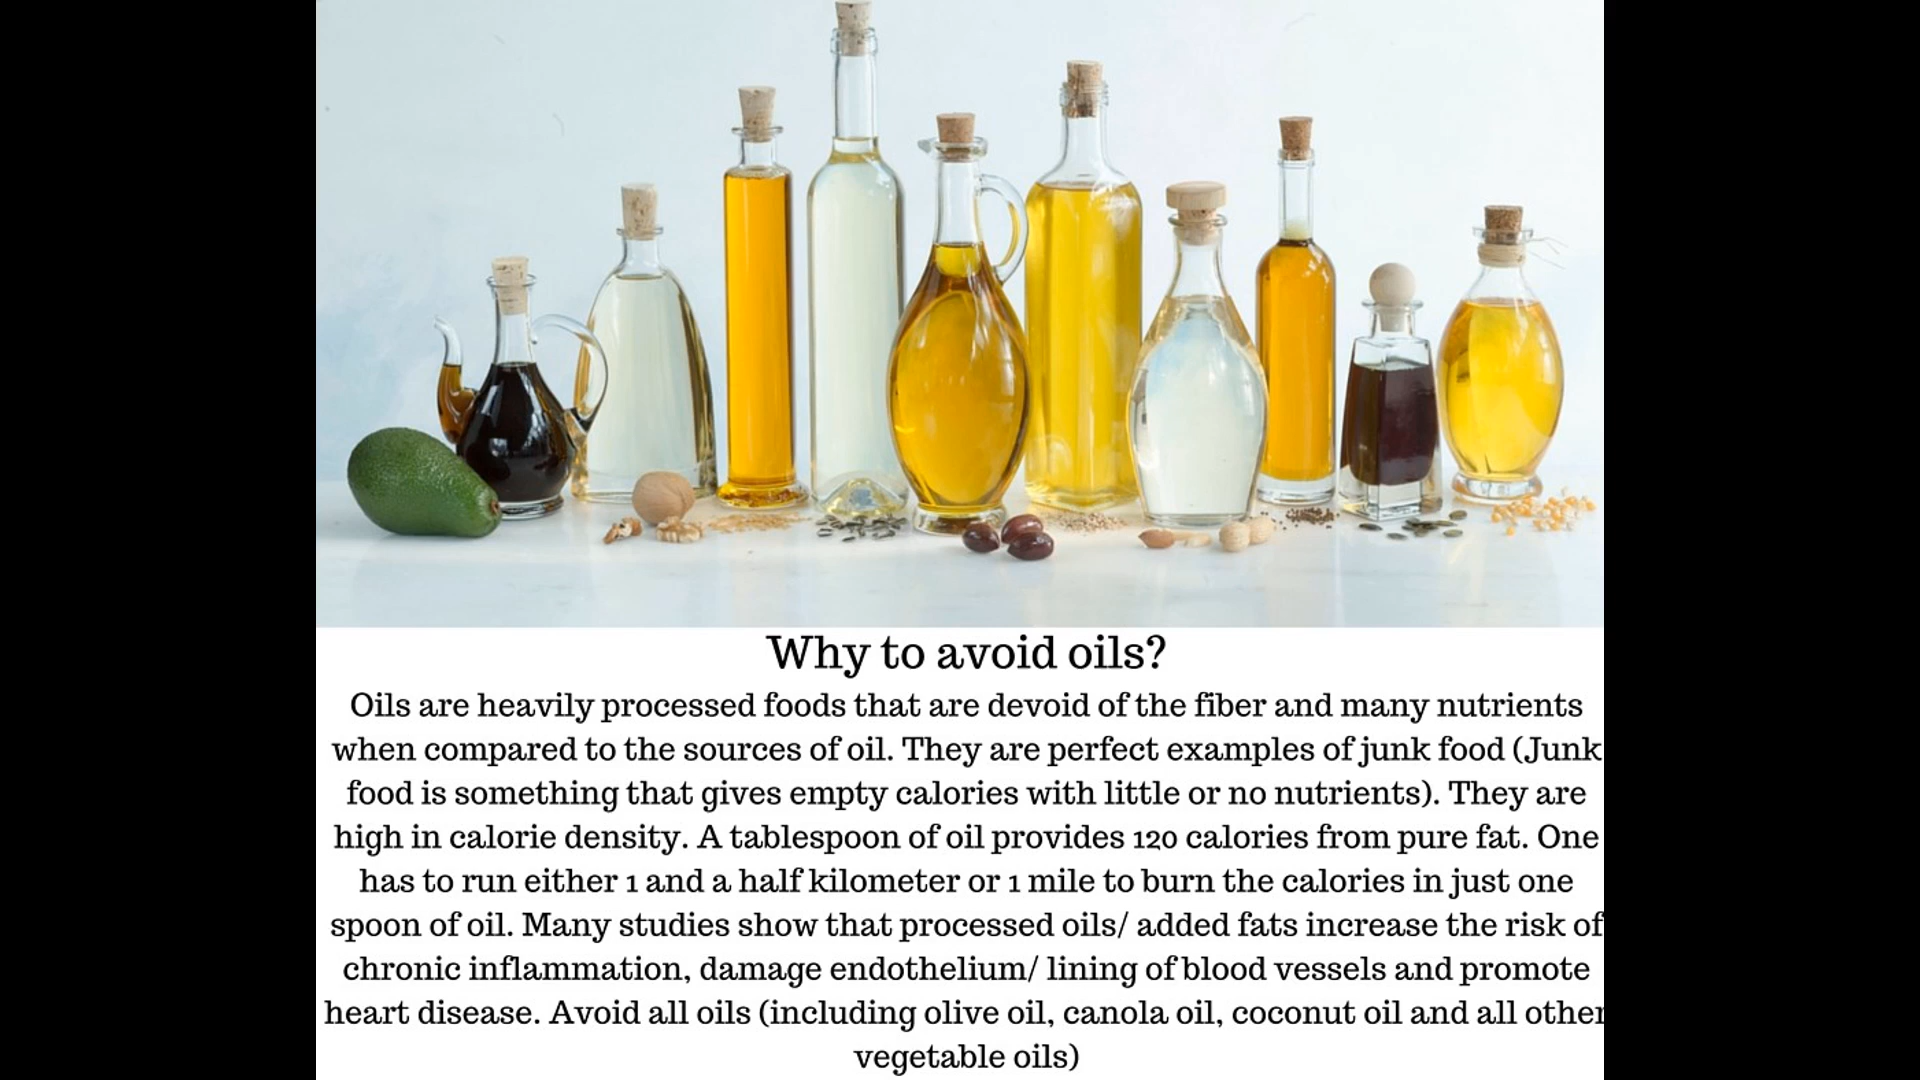 Why to avoid oils?
Oils are heavily processed foods that are devoid of the fiber and many nutrients
when compared to the sources of oil. They are perfect examples of junk food (Junk
food is something that gives empty calories with little or no nutrients). They are
high in calorie density. A tablespoon of oil provides 120 calories from pure fat. One
has to run either 1 and a half kilometer or 1 mile to burn the calories in just one
spoon of oil. Many studies show that processed oils/ added fats increase the risk of
chronic inflammation, damage endothelium/ lining of blood vessels and promote
heart disease. Avoid all oils (including olive oil, canola oil, coconut oil and all other
vegetable oils)